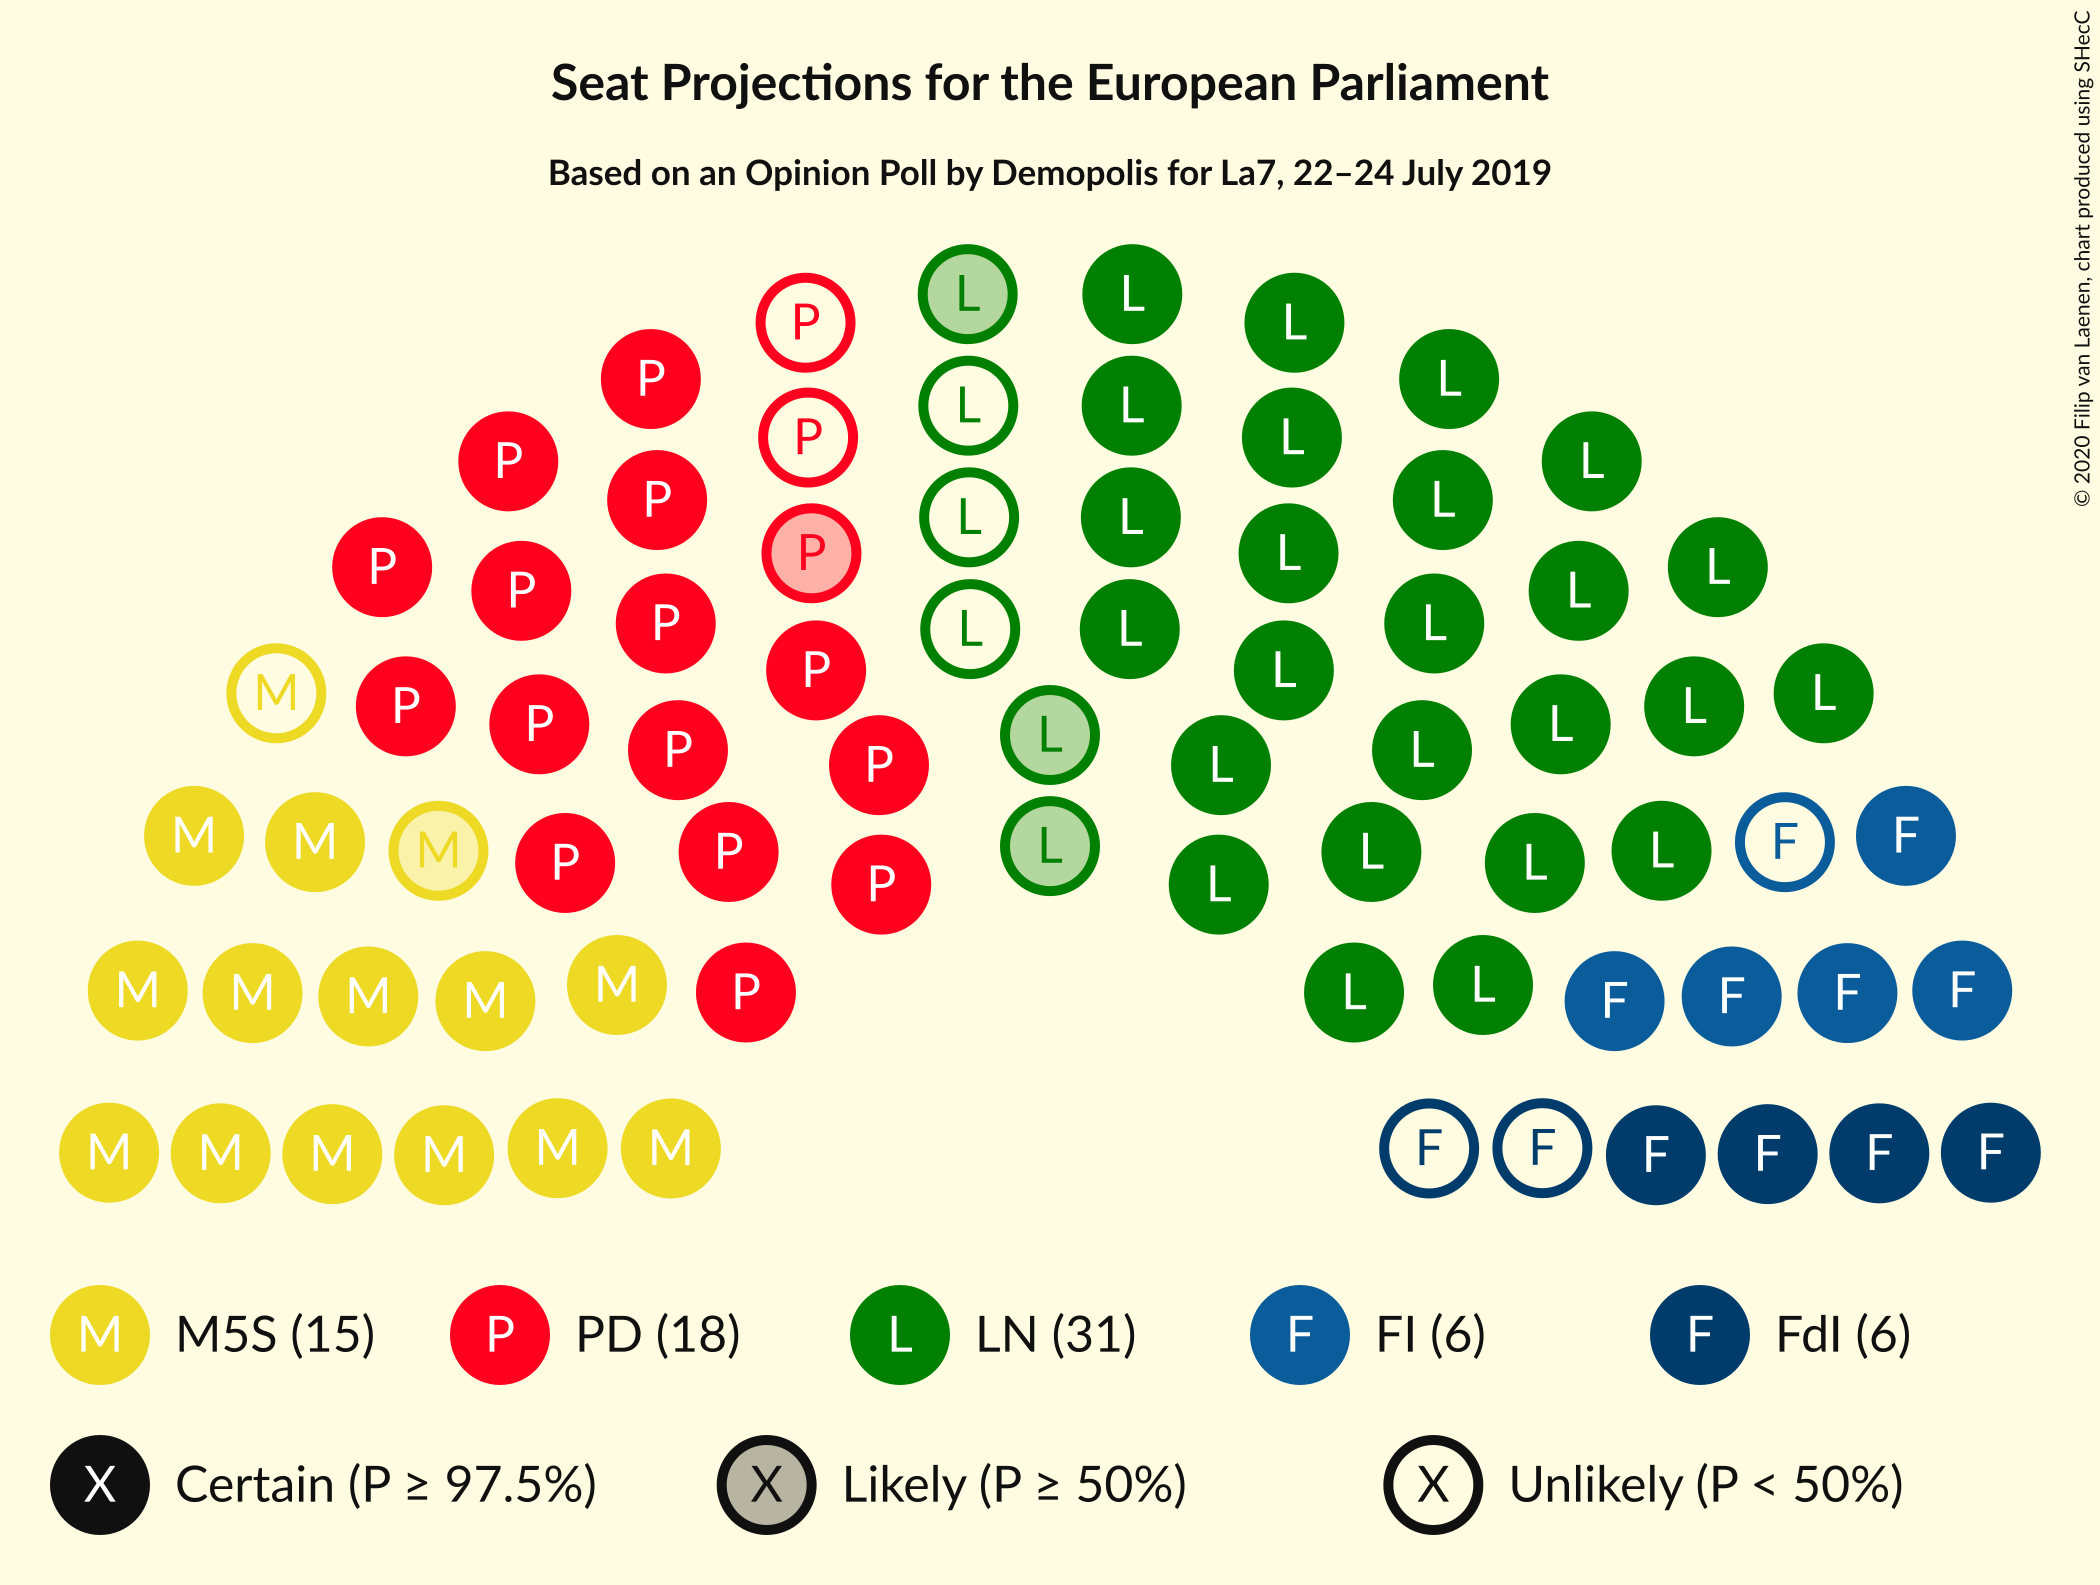 Seat Projections for the European Parliament
Based on an Opinion Poll by Demopolis for La7, 22–24 July 2019
© 2020 Filip van Laenen, chart produced using SHecC
L L
P L P L
P L L P
P L P L
P L L P
P L P L
P L L P
P L P L
M P P P P L L L L L
M M M P P P L L L L L F F
M M M M M P L L F F F F
M M M M M M F F F F F F
M M5S (15) P PD (18) L LN (31) F FI (6) F FdI (6)
X Certain (P ≥ 97.5%) X Likely (P ≥ 50%) X Unlikely (P < 50%)